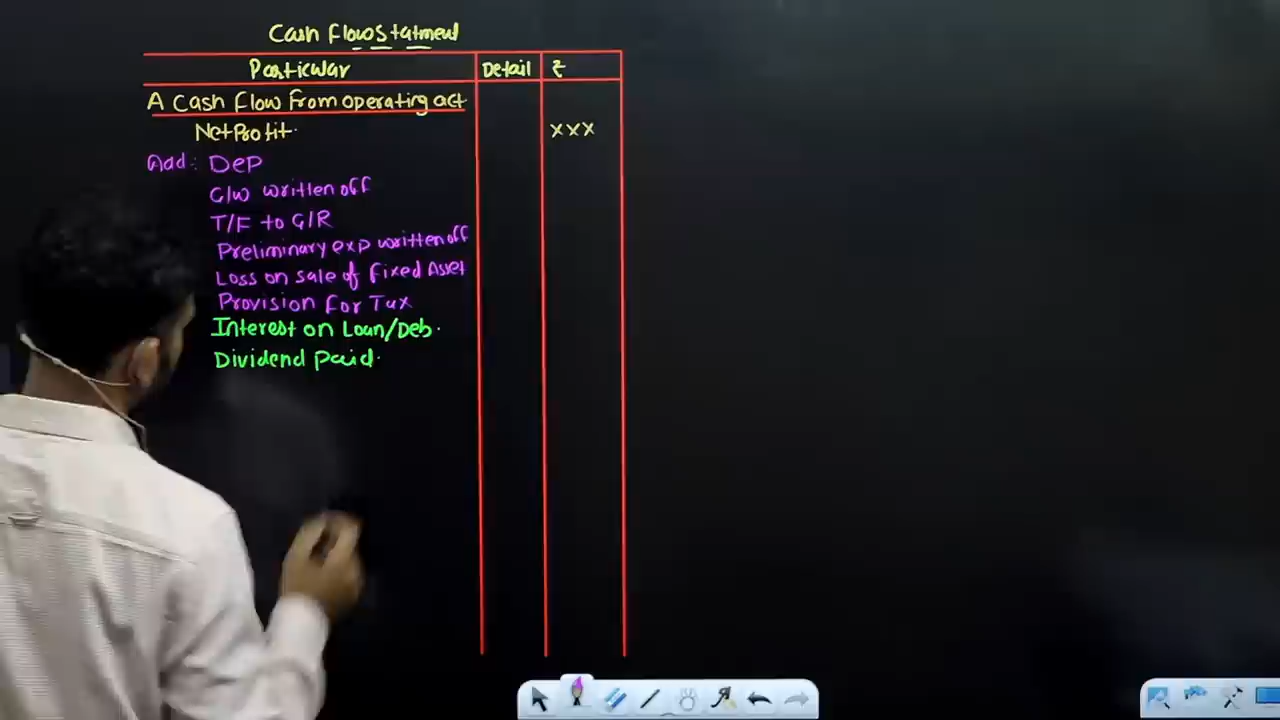 Cash Flow Statment
Particular Detail ₹
A Cash Flow From operating act
Net Profit
xxx
Add: Dep
G/W written off
T/F to G/R
Preliminary exp written off
Loss on sale of Fixed Asset
Provision For Tax
Interest on Loan/Deb.
Dividend Paid.